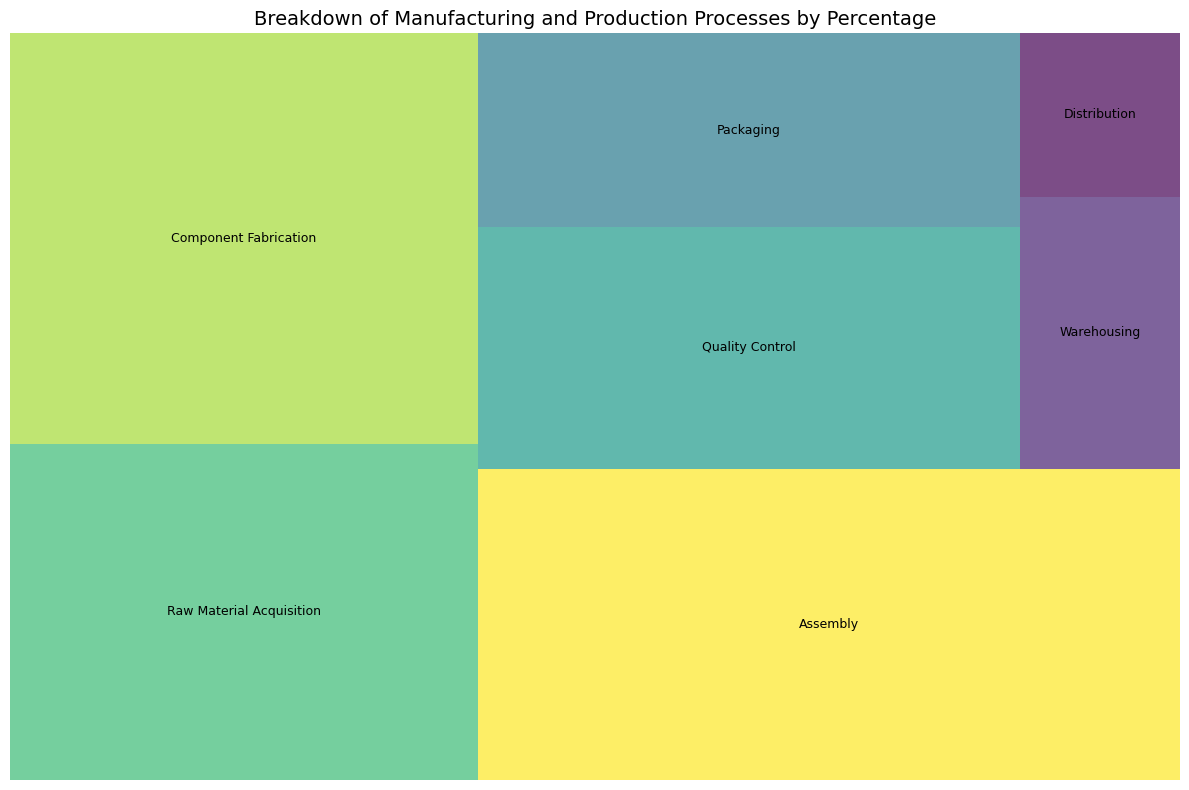 Breakdown of Manufacturing and Production Processes by Percentage
Packaging
Distribution
Component Fabrication
Quality Control
Warehousing
Raw Material Acquisition
Assembly